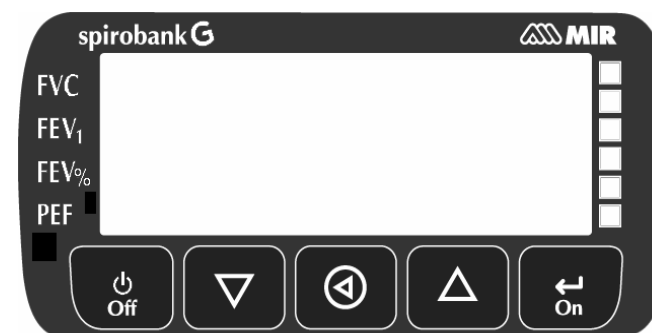 spirobank G MIR
FVC
FEV₁
FEV%
PEF
Off On